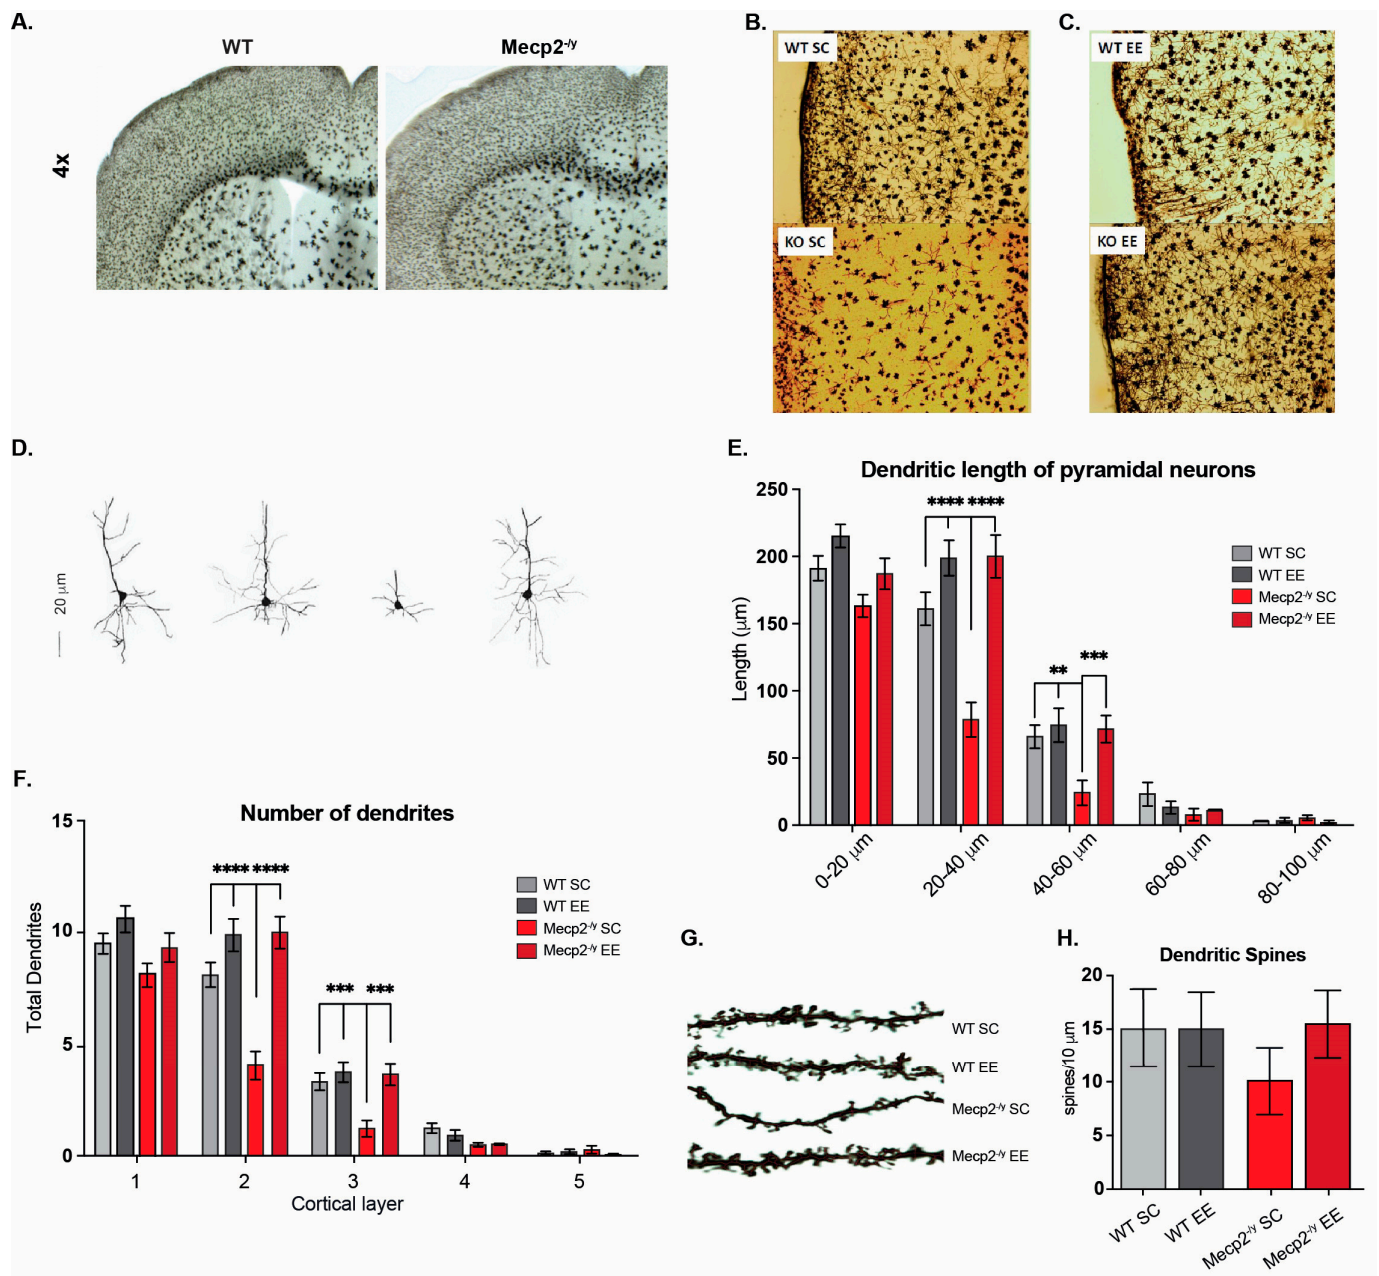 A.
WT
Mecp2-/y
4x
B.
WT SC
KO SC
C.
WT EE
KO EE
D.
20 μm
E.
Dendritic length of pyramidal neurons
Length (μm)
250
200
150
100
50
0
**** ****
**
***
WT SC
WT EE
Mecp2-/y SC
Mecp2-/y EE
0-20 μm
20-40 μm
40-60 μm
60-80 μm
80-100 μm
F.
Number of dendrites
Total Dendrites
15
10
5
0
**** ****
*** ***
WT SC
WT EE
Mecp2-/y SC
Mecp2-/y EE
1 2 3 4 5
Cortical layer
G.
WT SC
WT EE
Mecp2-/y SC
Mecp2-/y EE
H.
Dendritic Spines
spines/10 μm
20
15
10
5
0
WT SC
WT EE
Mecp2-/y SC
Mecp2-/y EE